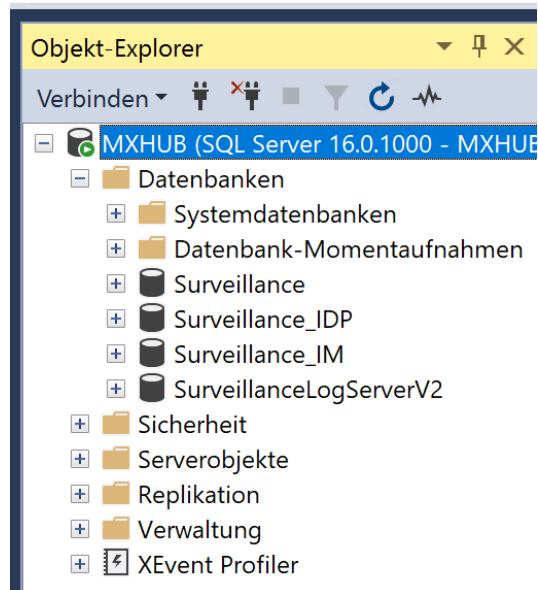 Objekt-Explorer
Verbinden
MXHUB (SQL Server 16.0.1000 - MXHUB
Datenbanken
Systemdatenbanken
Datenbank-Momentaufnahmen
Surveillance
Surveillance_IDP
Surveillance_IM
SurveillanceLogServerV2
Sicherheit
Serverobjekte
Replikation
Verwaltung
XEvent Profiler